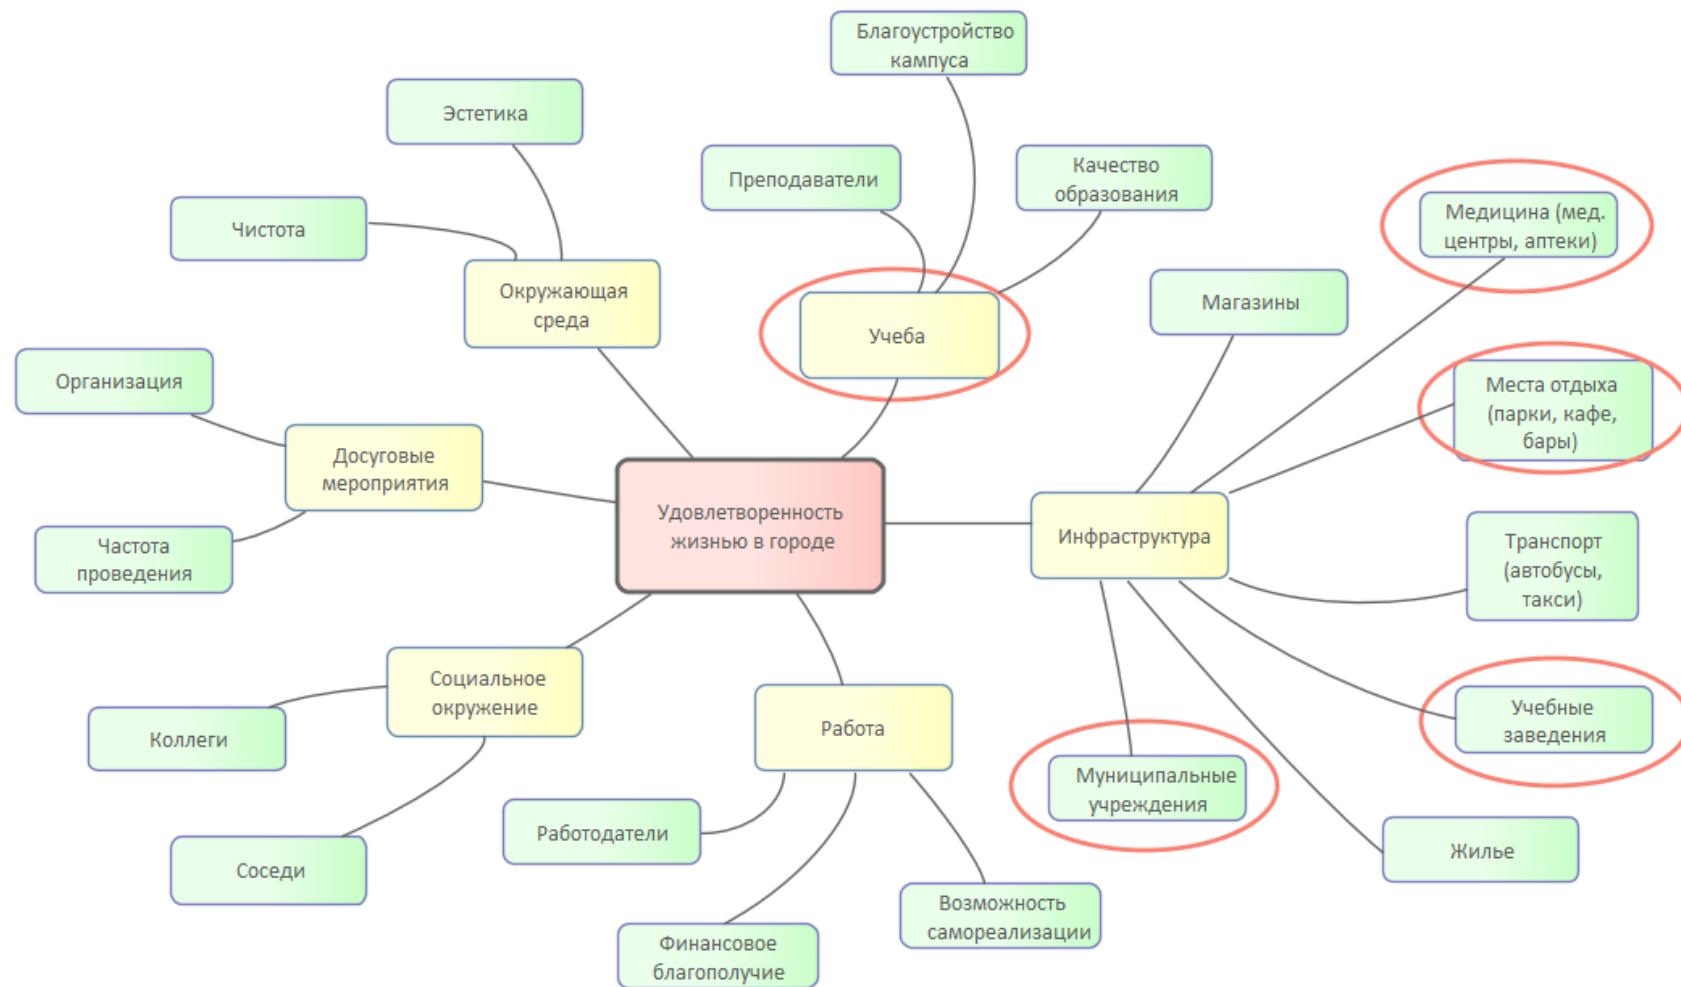 Благоустройство
кампуса
Эстетика
Преподаватели
Качество
образования
Чистота
Медицина (мед.
центры, аптеки)
Окружающая
среда
Магазины
Учеба
Организация
Места отдыха
(парки, кафе,
бары)
Досуговые
мероприятия
Удовлетворенность
жизнью в городе
Инфраструктура
Транспорт
(автобусы,
такси)
Частота
проведения
Социальное
окружение
Учебные
заведения
Коллеги
Работа
Муниципальные
учреждения
Работодатели
Жилье
Соседи
Возможность
самореализации
Финансовое
благополучие